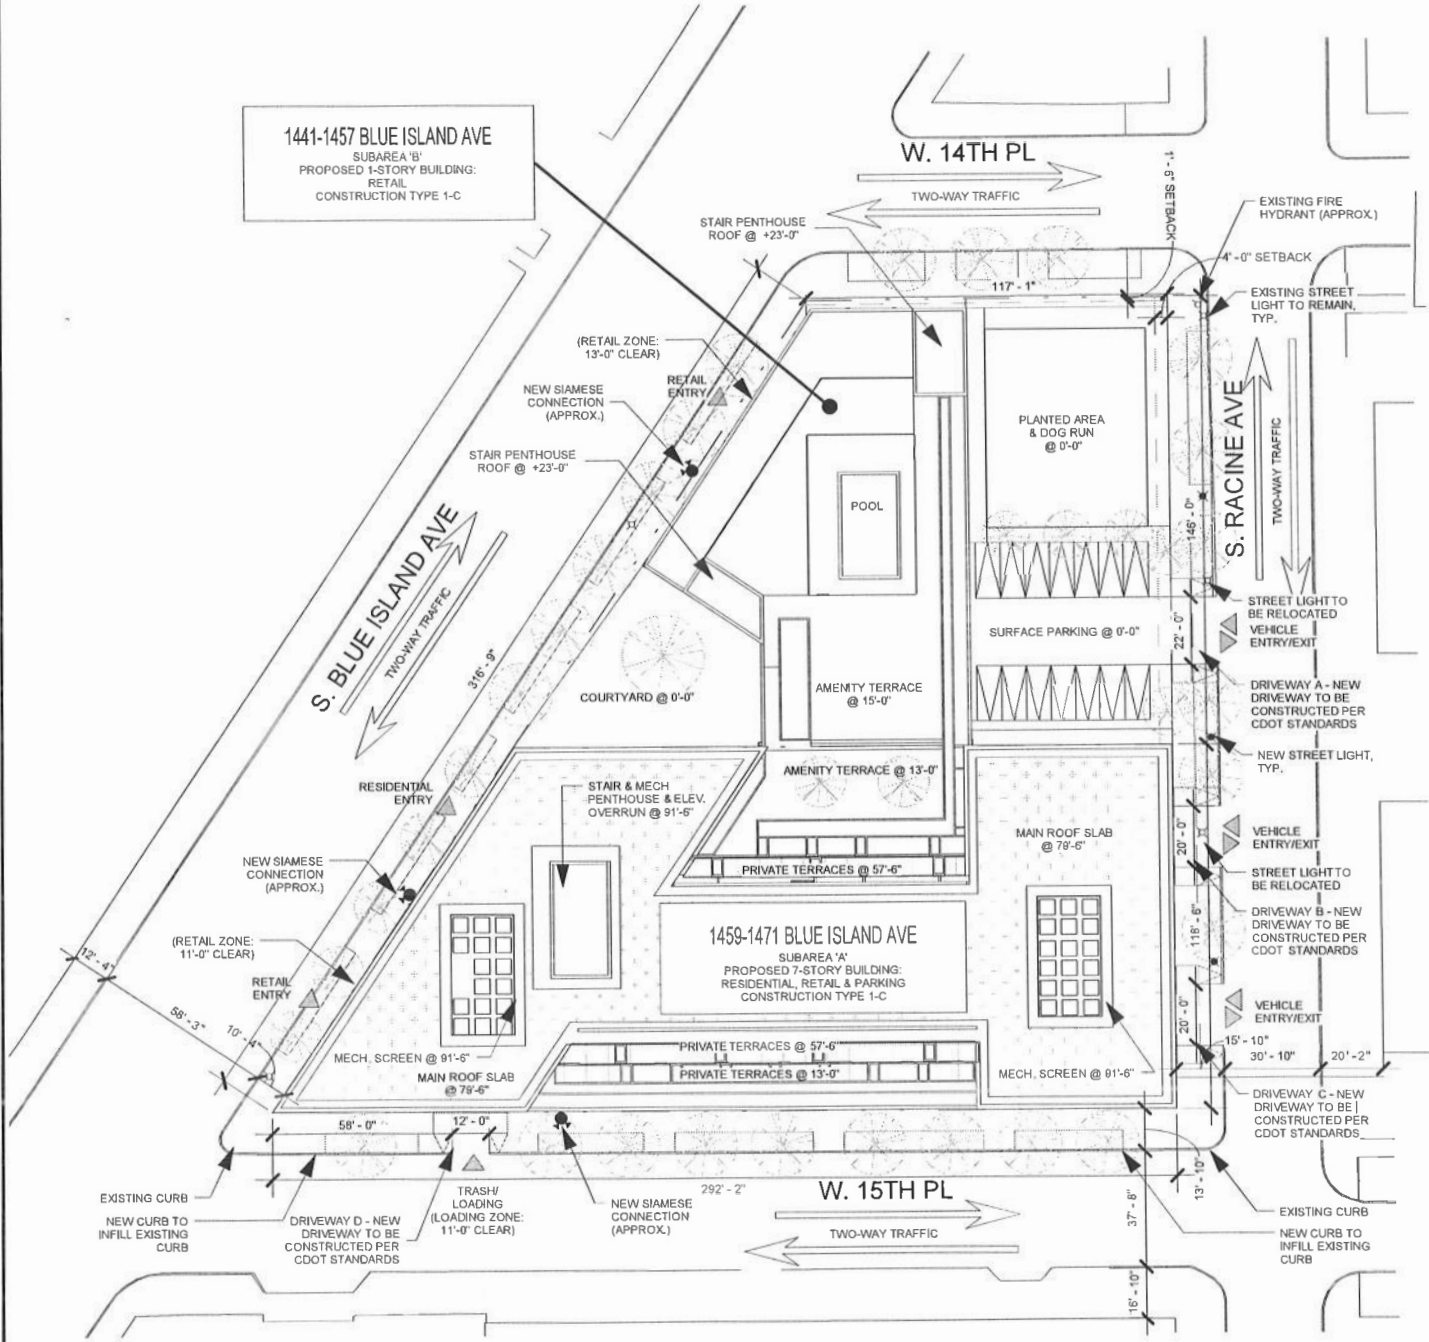 1441-1457 BLUE ISLAND AVE
SUBAREA 'B'
PROPOSED 1-STORY BUILDING:
RETAIL
CONSTRUCTION TYPE 1-C
W. 14TH PL
TWO-WAY TRAFFIC
1' - 6" SETBACK
EXISTING FIRE
HYDRANT (APPROX.)
STAIR PENTHOUSE
ROOF @ +23'-0"
4' - 0" SETBACK
117' - 1"
EXISTING STREET
LIGHT TO REMAIN,
TYP.
(RETAIL ZONE:
13'-0" CLEAR)
RETAIL
ENTRY
NEW SIAMESE
CONNECTION
(APPROX.)
STAIR PENTHOUSE
ROOF @ +23'-0"
PLANTED AREA
& DOG RUN
@ 0'-0"
S. RACINE AVE
TWO-WAY TRAFFIC
POOL
146' - 0"
S. BLUE ISLAND AVE
TWO-WAY TRAFFIC
316' - 9"
STREET LIGHT TO
BE RELOCATED
VEHICLE
ENTRY/EXIT
SURFACE PARKING @ 0'-0"
22' - 0"
COURTYARD @ 0'-0"
AMENITY TERRACE
@ 15'-0"
DRIVEWAY A - NEW
DRIVEWAY TO BE
CONSTRUCTED PER
CDOT STANDARDS
NEW STREET LIGHT,
TYP.
RESIDENTIAL
ENTRY
STAIR & MECH
PENTHOUSE & ELEV.
OVERRUN @ 91'-6"
AMENITY TERRACE @ 13'-0"
MAIN ROOF SLAB
@ 79'-6"
20' - 0"
VEHICLE
ENTRY/EXIT
STREET LIGHT TO
BE RELOCATED
NEW SIAMESE
CONNECTION
(APPROX.)
PRIVATE TERRACES @ 57'-6"
DRIVEWAY B - NEW
DRIVEWAY TO BE
CONSTRUCTED PER
CDOT STANDARDS
118' - 6"
(RETAIL ZONE:
11'-0" CLEAR)
12' - 4"
RETAIL
ENTRY
1459-1471 BLUE ISLAND AVE
SUBAREA 'A'
PROPOSED 7-STORY BUILDING:
RESIDENTIAL, RETAIL & PARKING
CONSTRUCTION TYPE 1-C
58' - 3"
10' - 4"
20' - 0"
VEHICLE
ENTRY/EXIT
15' - 10"
30' - 10"
20' - 2"
MECH. SCREEN @ 91'-6"
MAIN ROOF SLAB
@ 79'-6"
PRIVATE TERRACES @ 57'-6"
PRIVATE TERRACES @ 13'-0"
MECH. SCREEN @ 91'-6"
DRIVEWAY C - NEW
DRIVEWAY TO BE
CONSTRUCTED PER
CDOT STANDARDS
58' - 0"
12' - 0"
EXISTING CURB
NEW CURB TO
INFILL EXISTING
CURB
DRIVEWAY D - NEW
DRIVEWAY TO BE
CONSTRUCTED PER
CDOT STANDARDS
TRASH/
LOADING
(LOADING ZONE:
11'-0" CLEAR)
NEW SIAMESE
CONNECTION
(APPROX.)
292' - 2"
W. 15TH PL
TWO-WAY TRAFFIC
13' - 10"
37' - 8"
16' - 10"
EXISTING CURB
NEW CURB TO
INFILL EXISTING
CURB